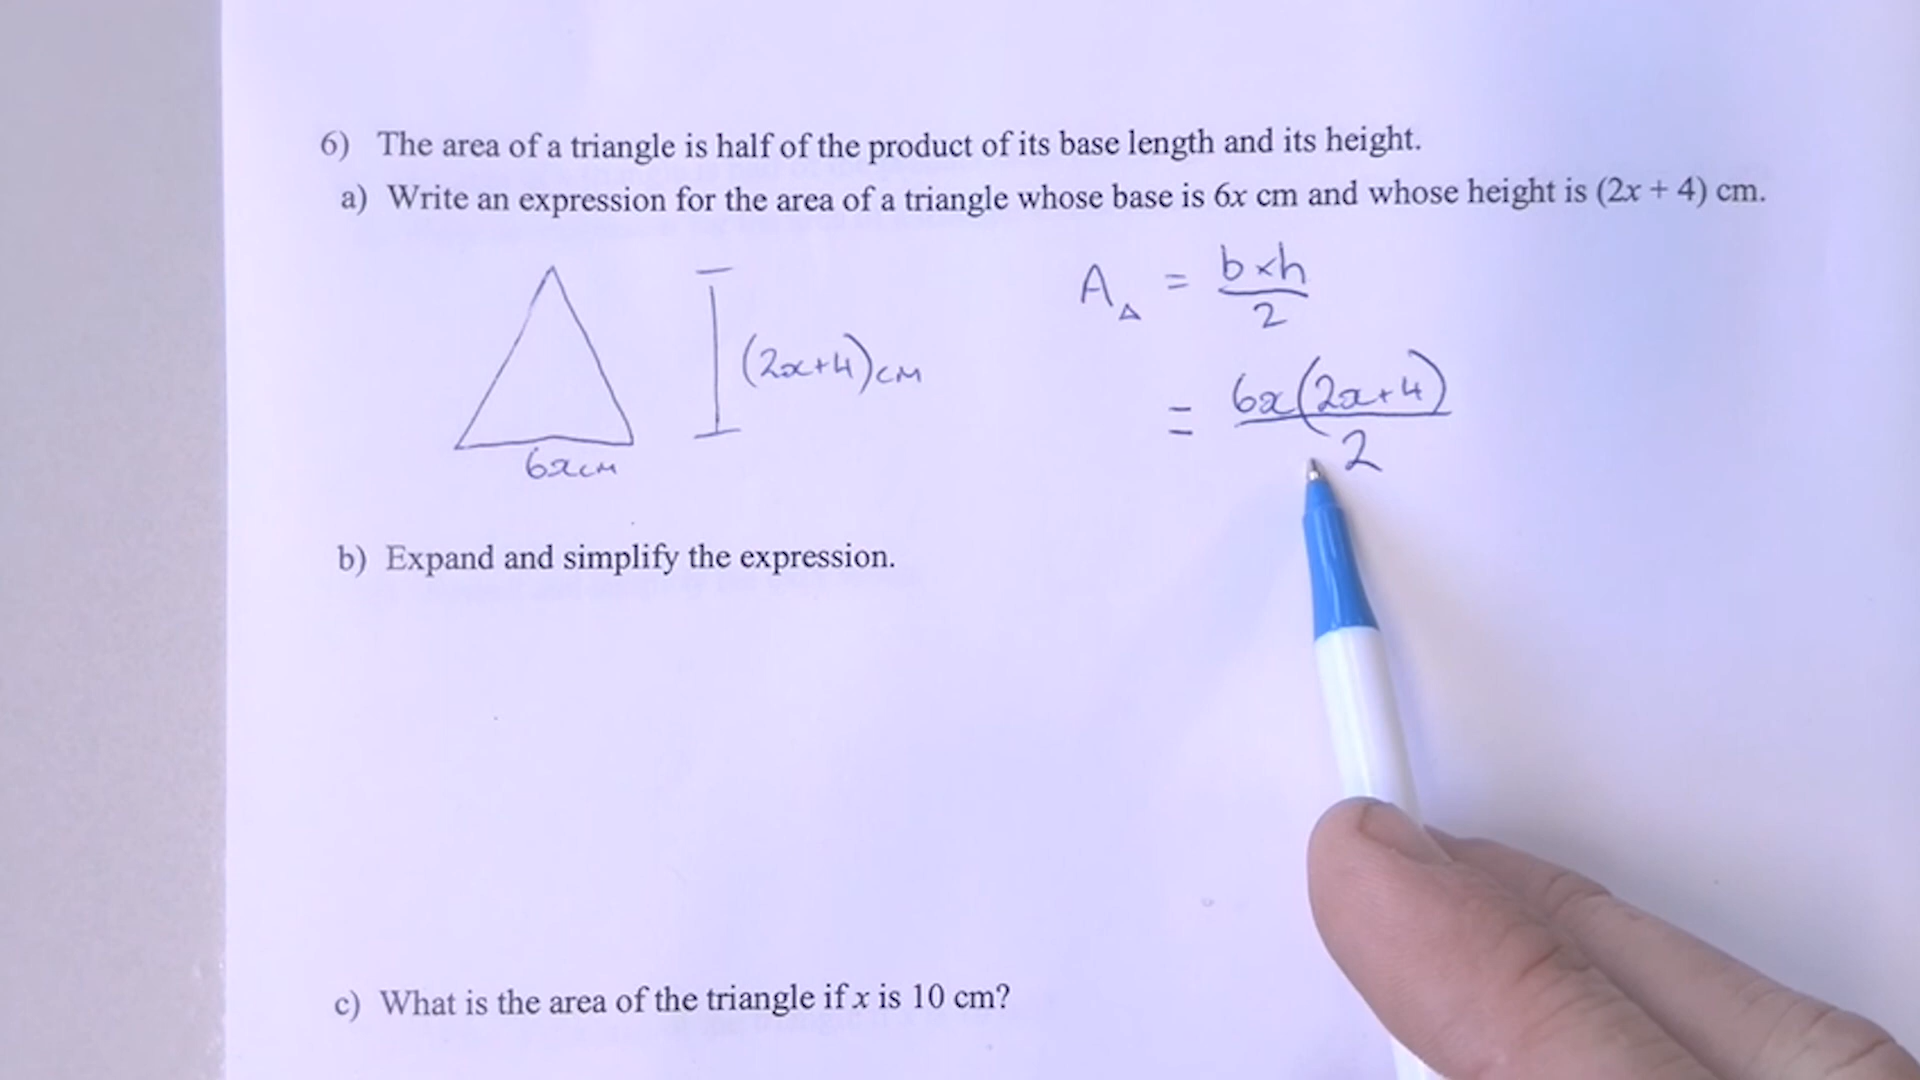 6) The area of a triangle is half of the product of its base length and its height.
a) Write an expression for the area of a triangle whose base is 6x cm and whose height is (2x + 4) cm.
(2x+4)cm
6xcm
A△ = b×h/2
= 6x(2x+4)/2
b) Expand and simplify the expression.
c) What is the area of the triangle if x is 10 cm?